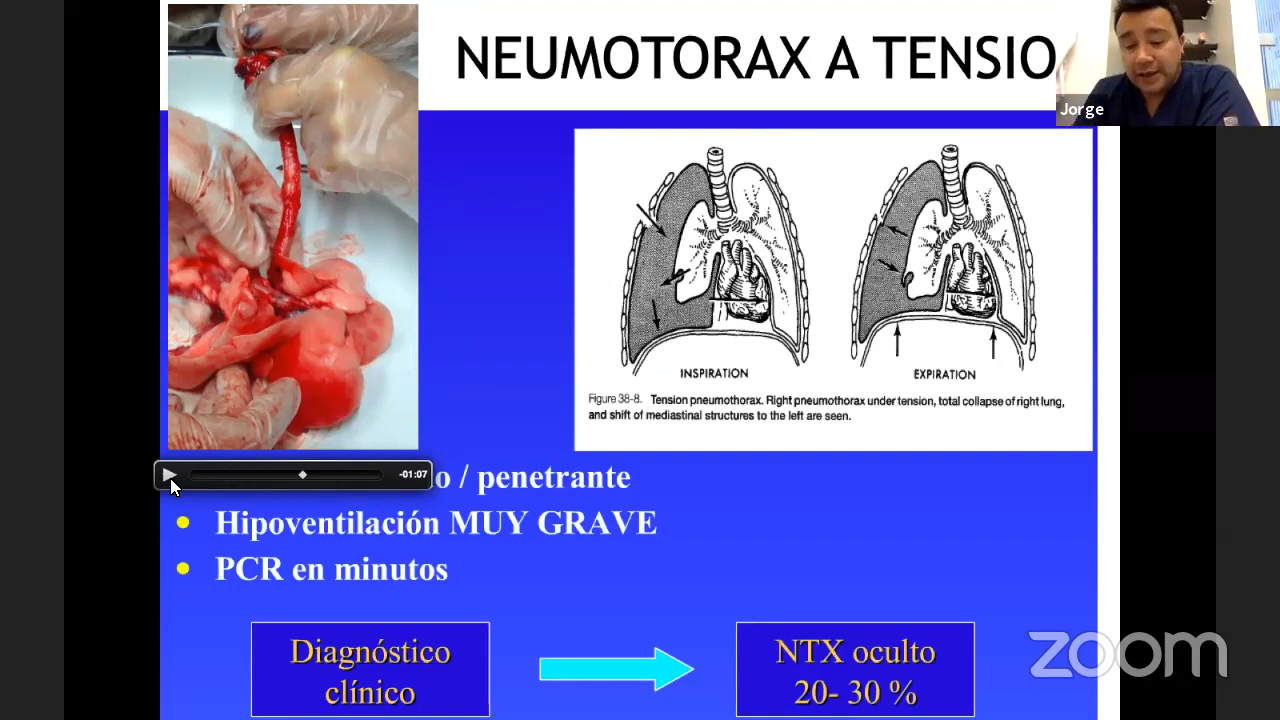 NEUMOTORAX A TENSIO
Jorge
INSPIRATION
EXPIRATION
Figure 38-8. Tension pneumothorax. Right pneumothorax under tension, total collapse of right lung,
and shift of mediastinal structures to the left are seen.
-01:07
o / penetrante
Hipoventilación MUY GRAVE
PCR en minutos
Diagnóstico
clínico
NTX oculto
20- 30 %
zoom